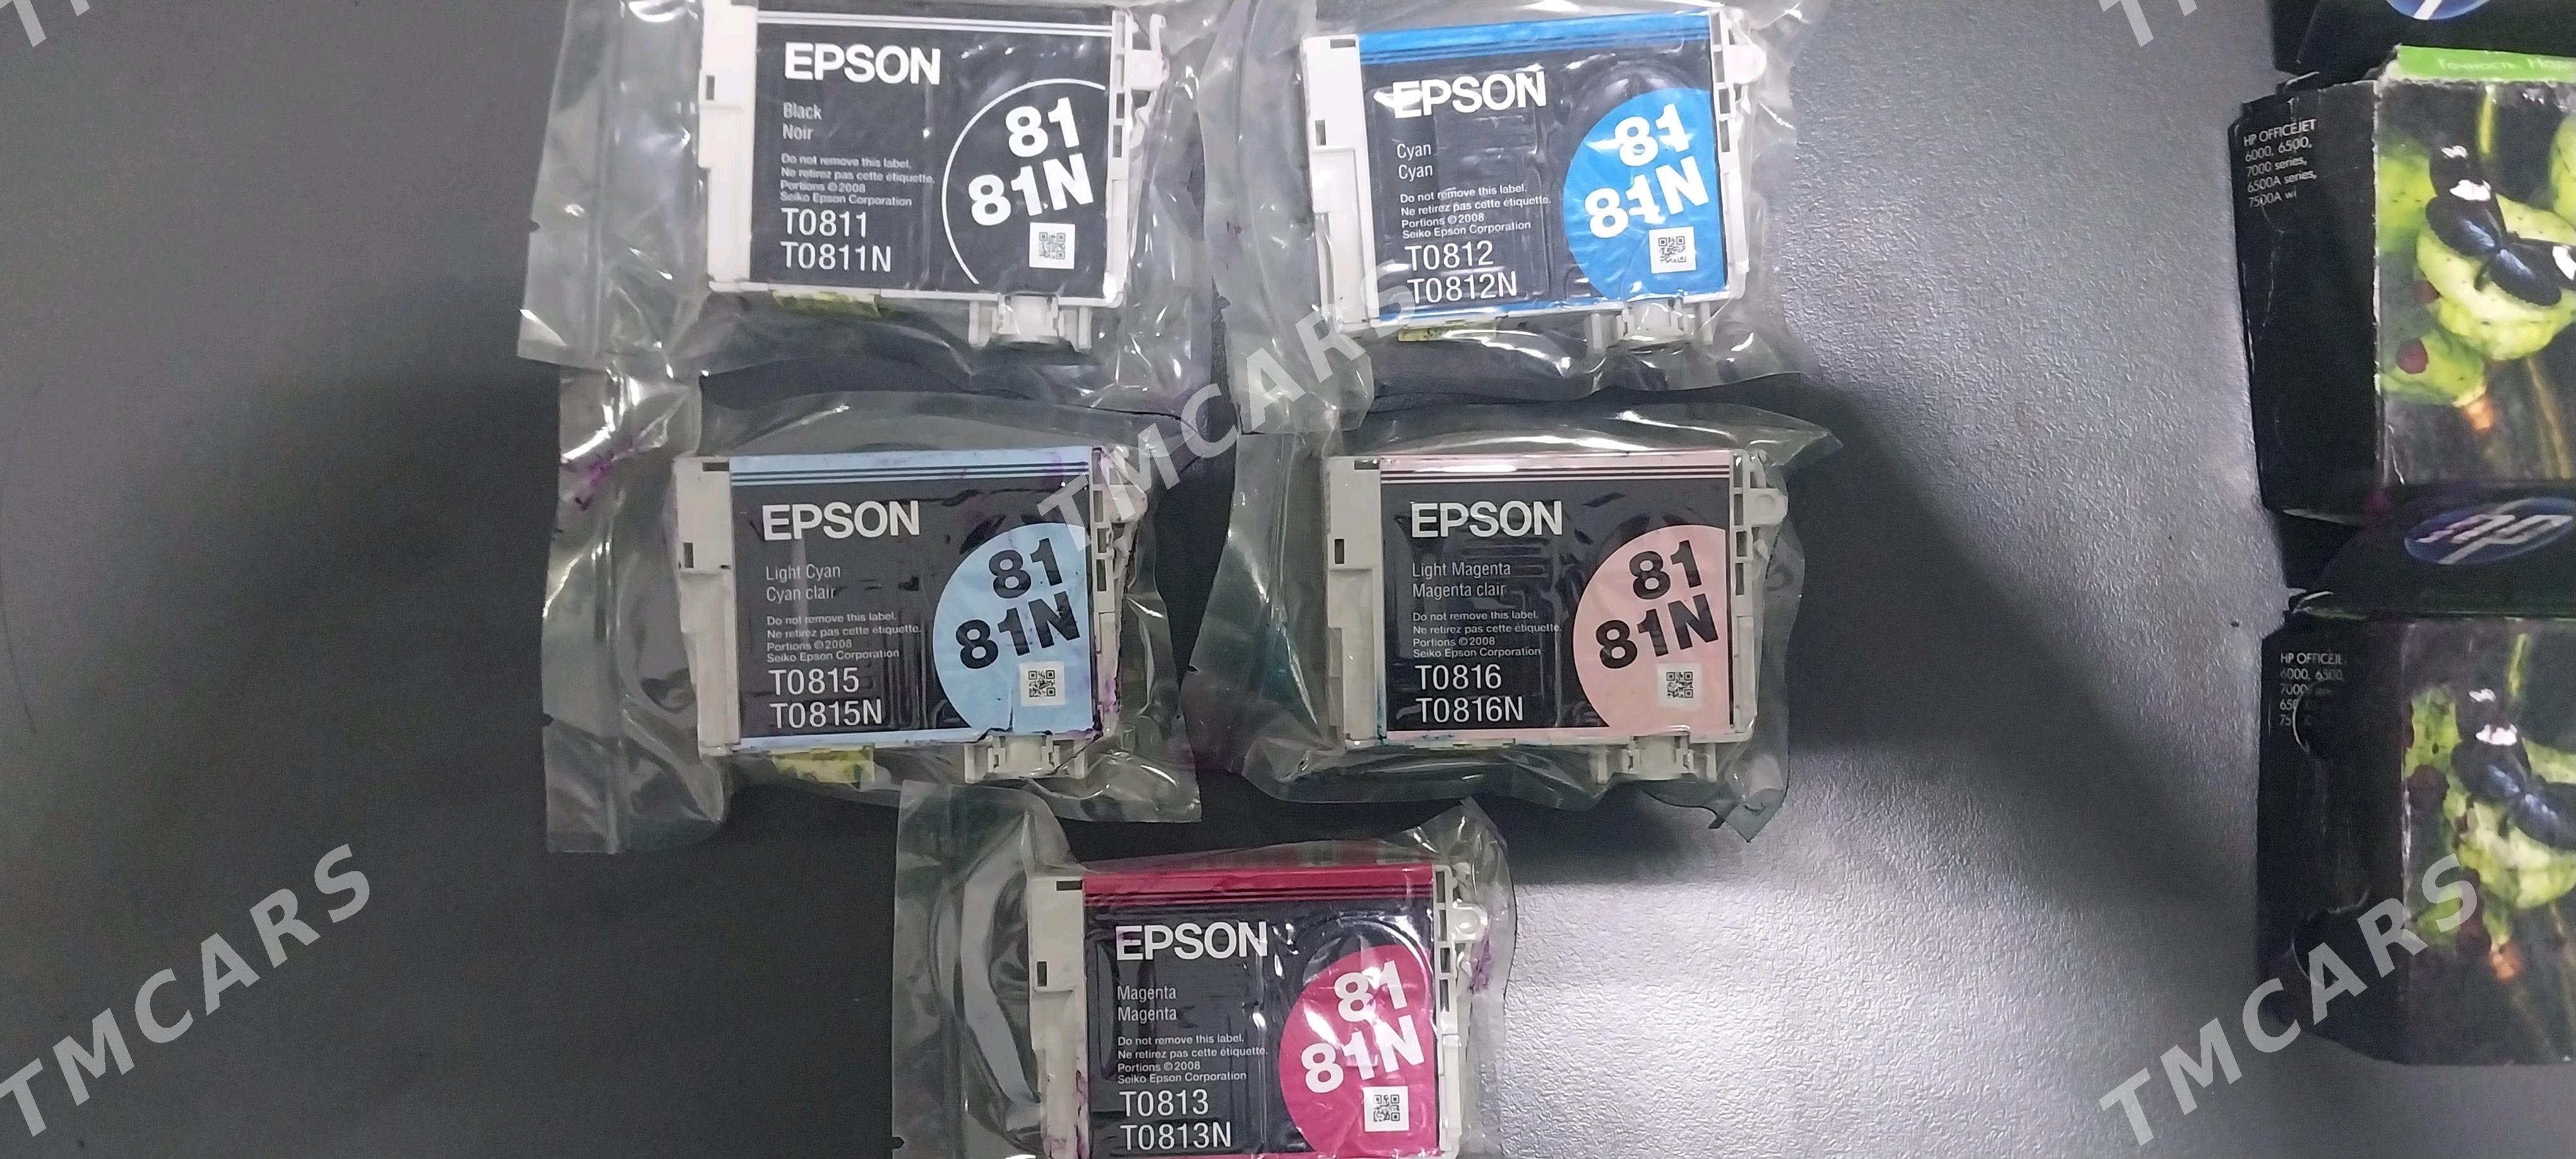 EPSON
Black
Noir
Do not remove this label.
Ne retirez pas cette étiquette.
Portions ©2008
Seiko Epson Corporation
T0811
T0811N
81
81N
EPSON
Cyan
Cyan
Do not remove this label.
Ne retirez pas cette étiquette.
Portions ©2008
Seiko Epson Corporation
T0812
T0812N
81
81N
EPSON
Light Cyan
Cyan clair
Do not remove this label.
Ne retirez pas cette étiquette.
Portions ©2008
Seiko Epson Corporation
T0815
T0815N
81
81N
EPSON
Light Magenta
Magenta clair
Do not remove this label.
Ne retirez pas cette étiquette.
Portions ©2008
Seiko Epson Corporation
T0816
T0816N
81
81N
EPSON
Magenta
Magenta
Do not remove this label.
Ne retirez pas cette étiquette.
Portions ©2008
Seiko Epson Corporation
T0813
T0813N
81
81N
HP OFFICEJET
6000, 6500,
7000 series,
6500A series,
7500A wi
hp
HP OFFICEJE
6000, 6500,
7000
TMCARS
TMCARS
TMCARS